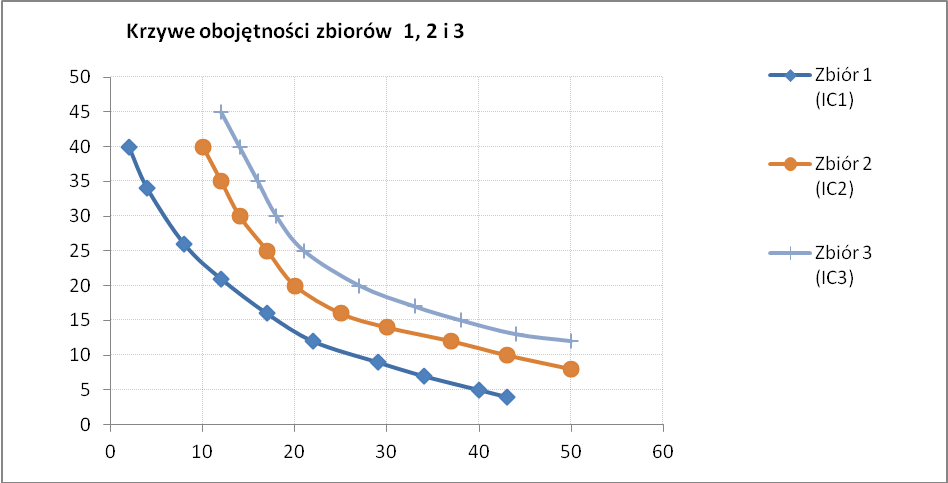 Krzywe obojętności zbiorów  1, 2 i 3
50
45
40
35
30
25
20
15
10
5
0
0 10 20 30 40 50 60
Zbiór 1
(IC1)
Zbiór 2
(IC2)
Zbiór 3
(IC3)